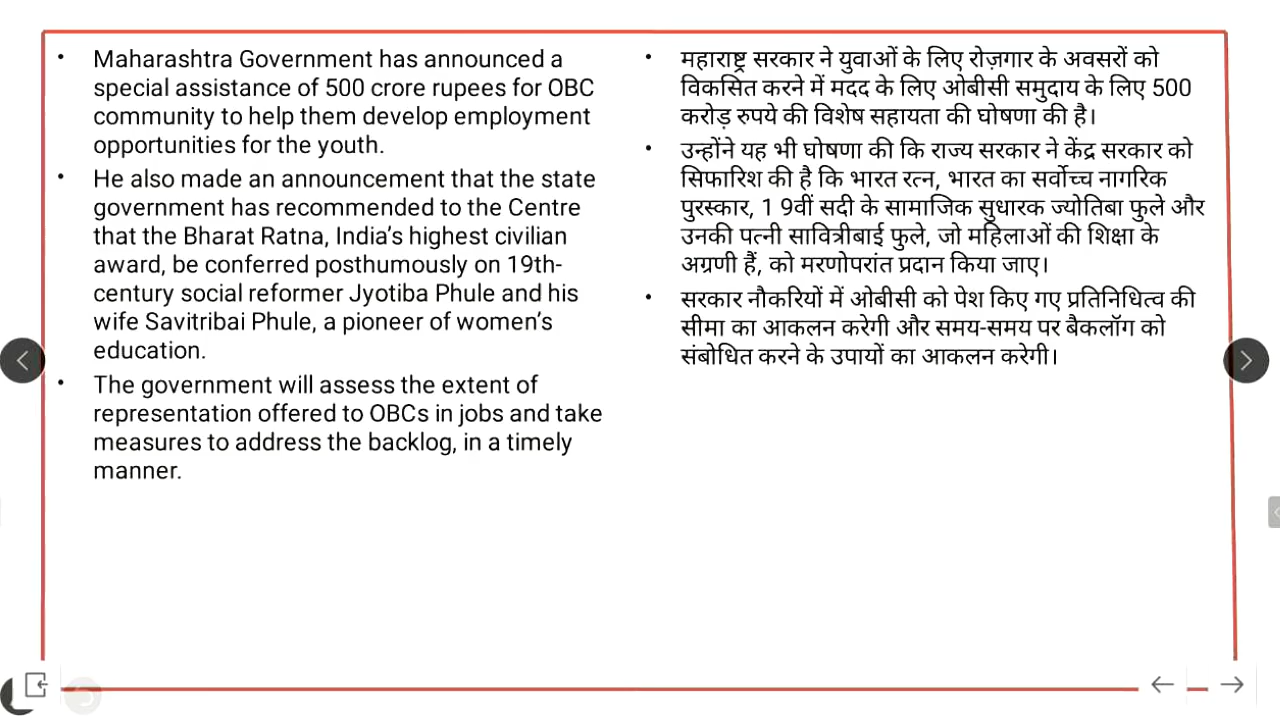 • Maharashtra Government has announced a
special assistance of 500 crore rupees for OBC
community to help them develop employment
opportunities for the youth.
• He also made an announcement that the state
government has recommended to the Centre
that the Bharat Ratna, India’s highest civilian
award, be conferred posthumously on 19th-
century social reformer Jyotiba Phule and his
wife Savitribai Phule, a pioneer of women’s
education.
• The government will assess the extent of
representation offered to OBCs in jobs and take
measures to address the backlog, in a timely
manner.
• महाराष्ट्र सरकार ने युवाओं के लिए रोज़गार के अवसरों को
विकसित करने में मदद के लिए ओबीसी समुदाय के लिए 500
करोड़ रुपये की विशेष सहायता की घोषणा की है।
• उन्होंने यह भी घोषणा की कि राज्य सरकार ने केंद्र सरकार को
सिफारिश की है कि भारत रत्न, भारत का सर्वोच्च नागरिक
पुरस्कार, 1 9वीं सदी के सामाजिक सुधारक ज्योतिबा फुले और
उनकी पत्नी सावित्रीबाई फुले, जो महिलाओं की शिक्षा के
अग्रणी हैं, को मरणोपरांत प्रदान किया जाए।
• सरकार नौकरियों में ओबीसी को पेश किए गए प्रतिनिधित्व की
सीमा का आकलन करेगी और समय-समय पर बैकलॉग को
संबोधित करने के उपायों का आकलन करेगी।